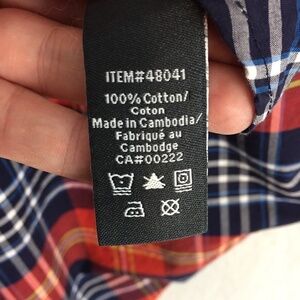 ITEM#48041
100% Cotton/
Coton
Made in Cambodia/
Fabriqué au
Cambodge
CA#00222